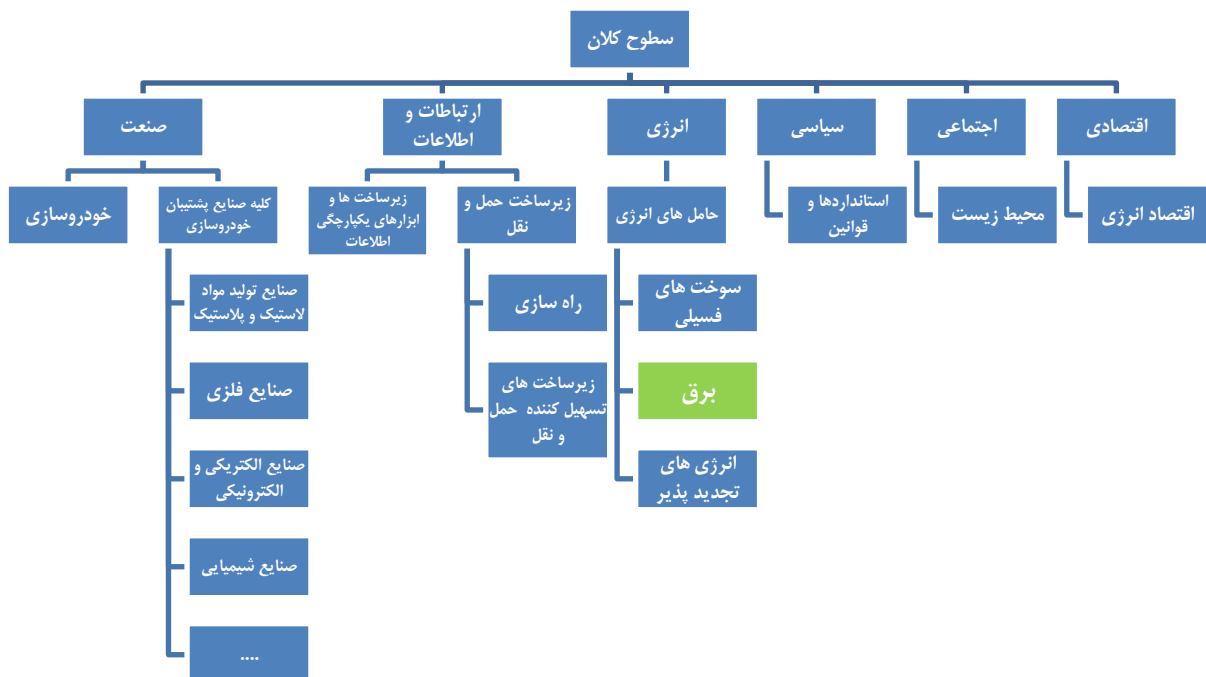 سطوح کلان
اقتصادی
اجتماعی
سیاسی
انرژی
ارتباطات و
اطلاعات
صنعت
اقتصاد انرژی
محیط زیست
استانداردها و
قوانین
حامل های انرژی
سوخت های
فسیلی
برق
انرژی های
تجدید پذیر
زیرساخت حمل و
نقل
راه سازی
زیرساخت های
تسهیل کننده حمل
و نقل
زیرساخت ها و
ابزارهای یکپارچگی
اطلاعات
کلیه صنایع پشتیبان
خودروسازی
صنایع تولید مواد
لاستیک و پلاستیک
صنایع فلزی
صنایع الکتریکی و
الکترونیکی
صنایع شیمیایی
....
خودروسازی